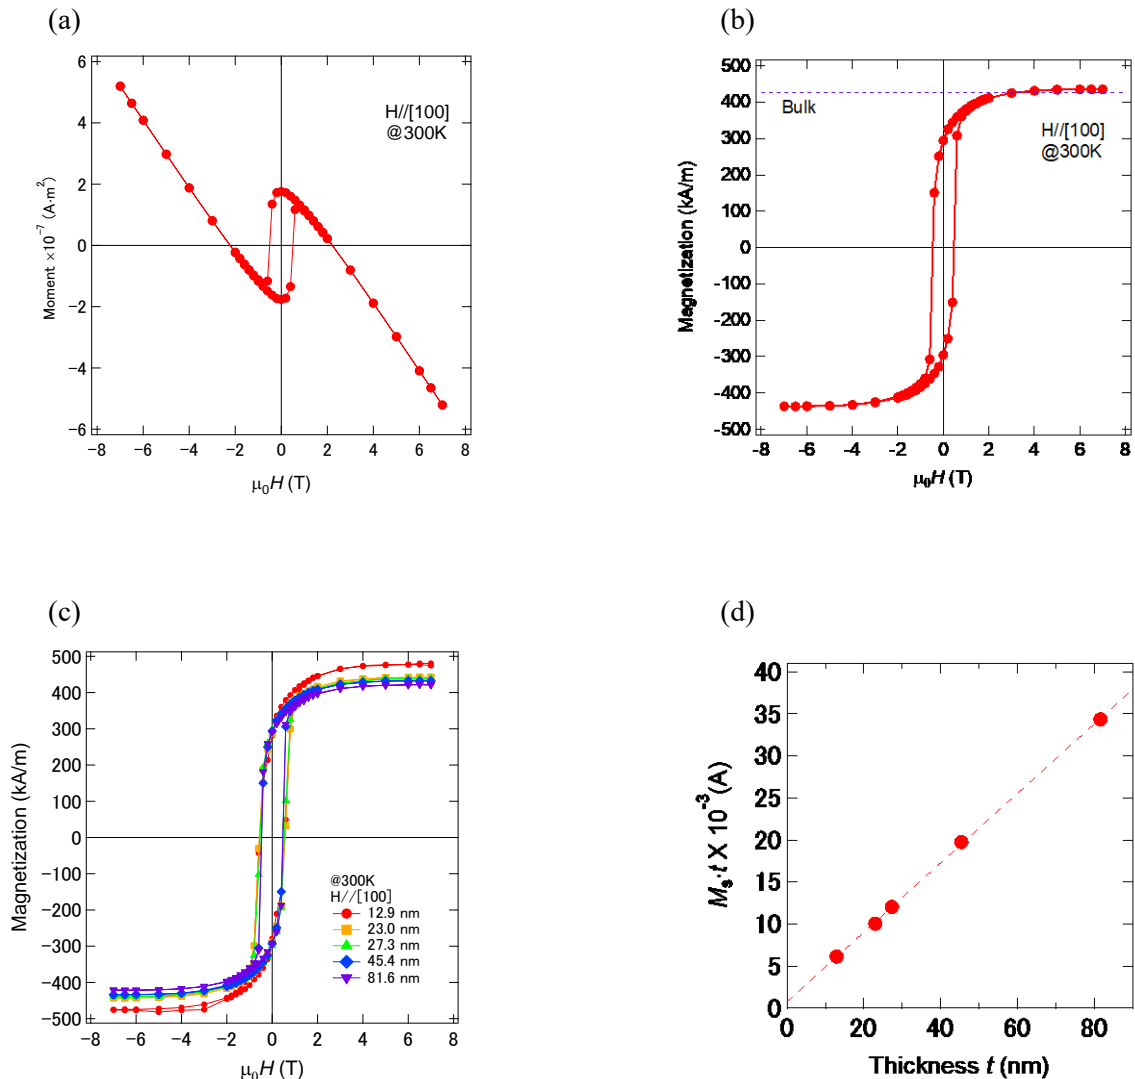 (a)
6
4
2
0
−2
−4
−6
Moment ×10⁻⁷ (A·m²)
H//[100]
@300K
−8 −6 −4 −2 0 2 4 6 8
μ₀H (T)
(b)
500
400
300
200
100
0
-100
-200
-300
-400
-500
Magnetization (kA/m)
Bulk
H//[100]
@300K
-8 -6 -4 -2 0 2 4 6 8
μ₀H (T)
(c)
500
400
300
200
100
0
−100
−200
−300
−400
−500
Magnetization (kA/m)
@300K
H//[100]
12.9 nm
23.0 nm
27.3 nm
45.4 nm
81.6 nm
−8 −6 −4 −2 0 2 4 6 8
μ₀H (T)
(d)
40
35
30
25
20
15
10
5
0
Mₛ·t X 10⁻³(A)
0 20 40 60 80
Thickness t (nm)